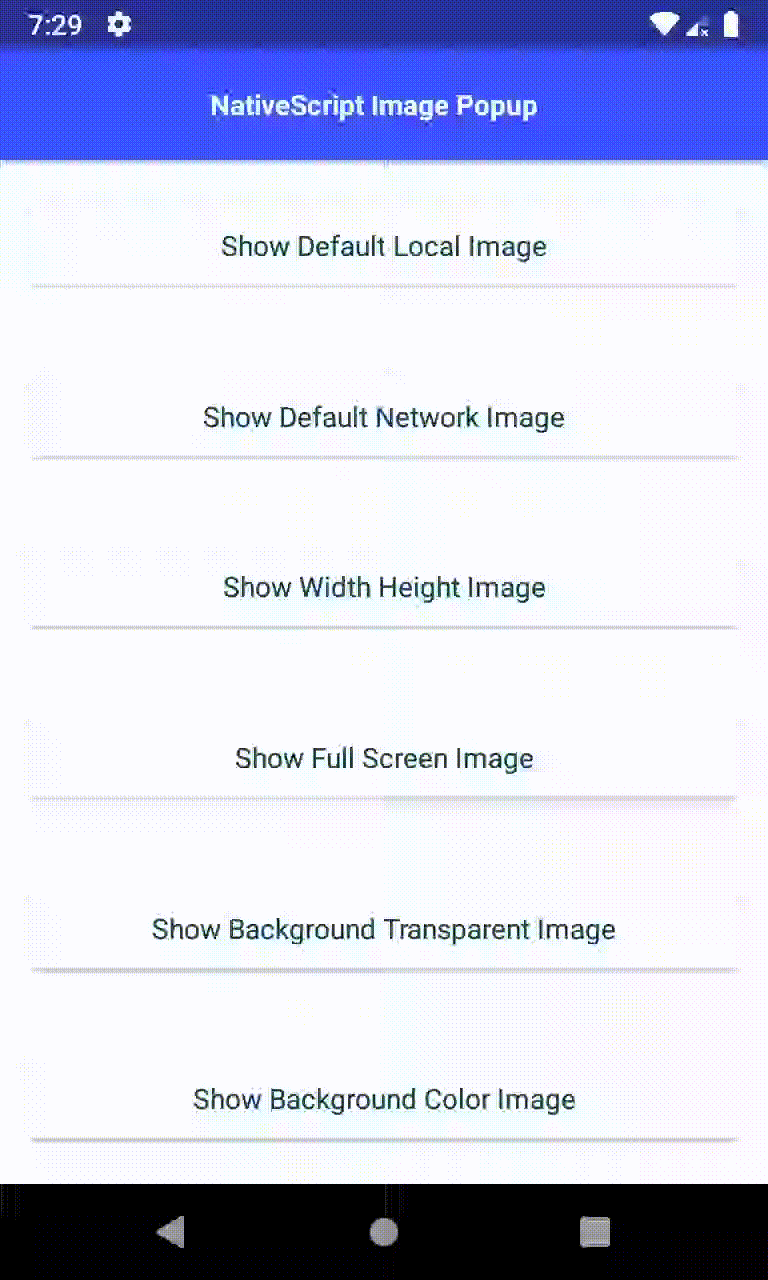 7:29
NativeScript Image Popup
Show Default Local Image
Show Default Network Image
Show Width Height Image
Show Full Screen Image
Show Background Transparent Image
Show Background Color Image